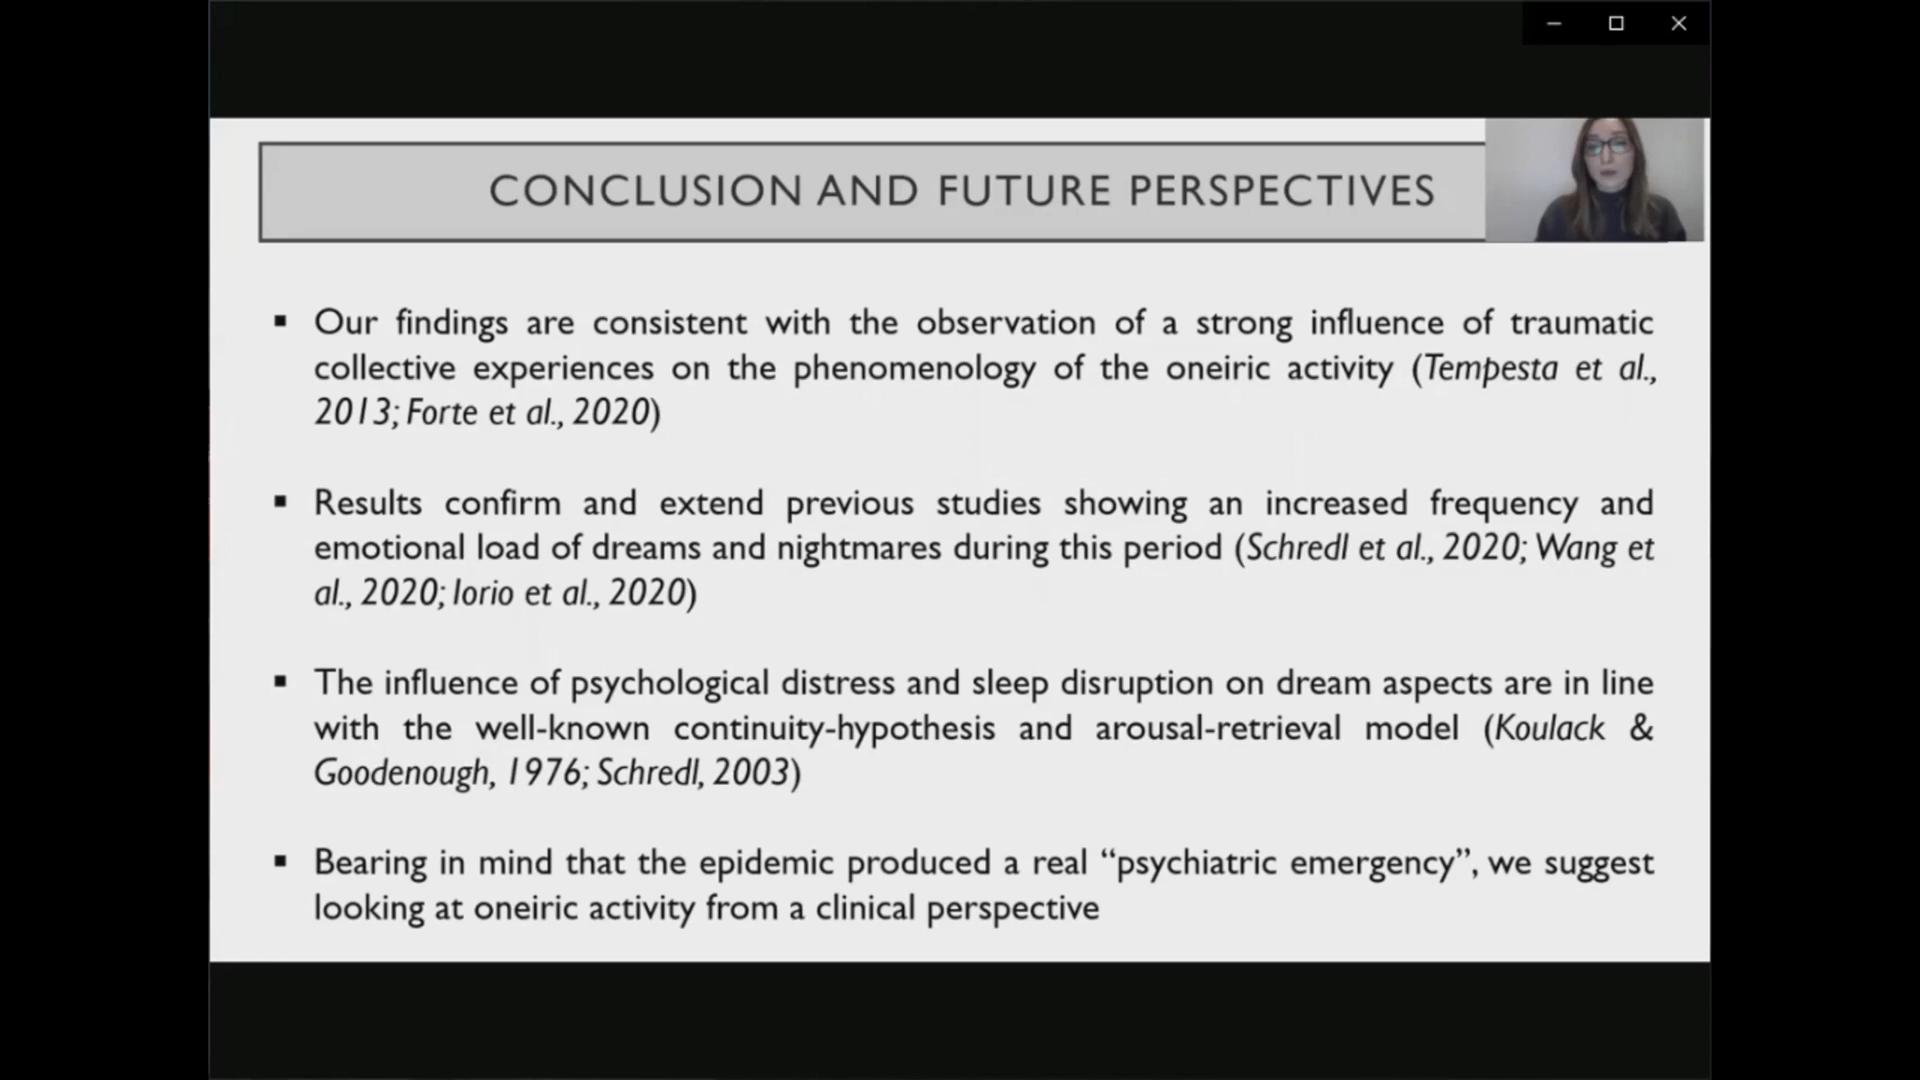 CONCLUSION AND FUTURE PERSPECTIVES
▪ Our findings are consistent with the observation of a strong influence of traumatic
collective experiences on the phenomenology of the oneiric activity (Tempesta et al.,
2013; Forte et al., 2020)
▪ Results confirm and extend previous studies showing an increased frequency and
emotional load of dreams and nightmares during this period (Schredl et al., 2020; Wang et
al., 2020; Iorio et al., 2020)
▪ The influence of psychological distress and sleep disruption on dream aspects are in line
with the well-known continuity-hypothesis and arousal-retrieval model (Koulack &
Goodenough, 1976; Schredl, 2003)
▪ Bearing in mind that the epidemic produced a real “psychiatric emergency”, we suggest
looking at oneiric activity from a clinical perspective